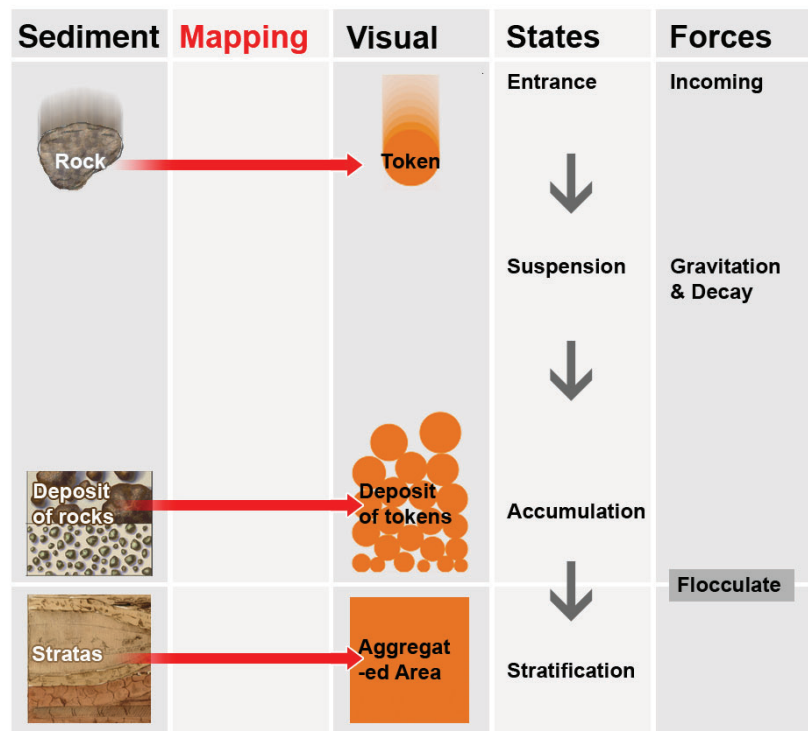 Sediment Mapping Visual States Forces
Entrance Incoming
Rock Token
Suspension Gravitation
& Decay
Deposit
of rocks
Deposit
of tokens
Accumulation
Flocculate
Stratas
Aggregat
-ed Area
Stratification